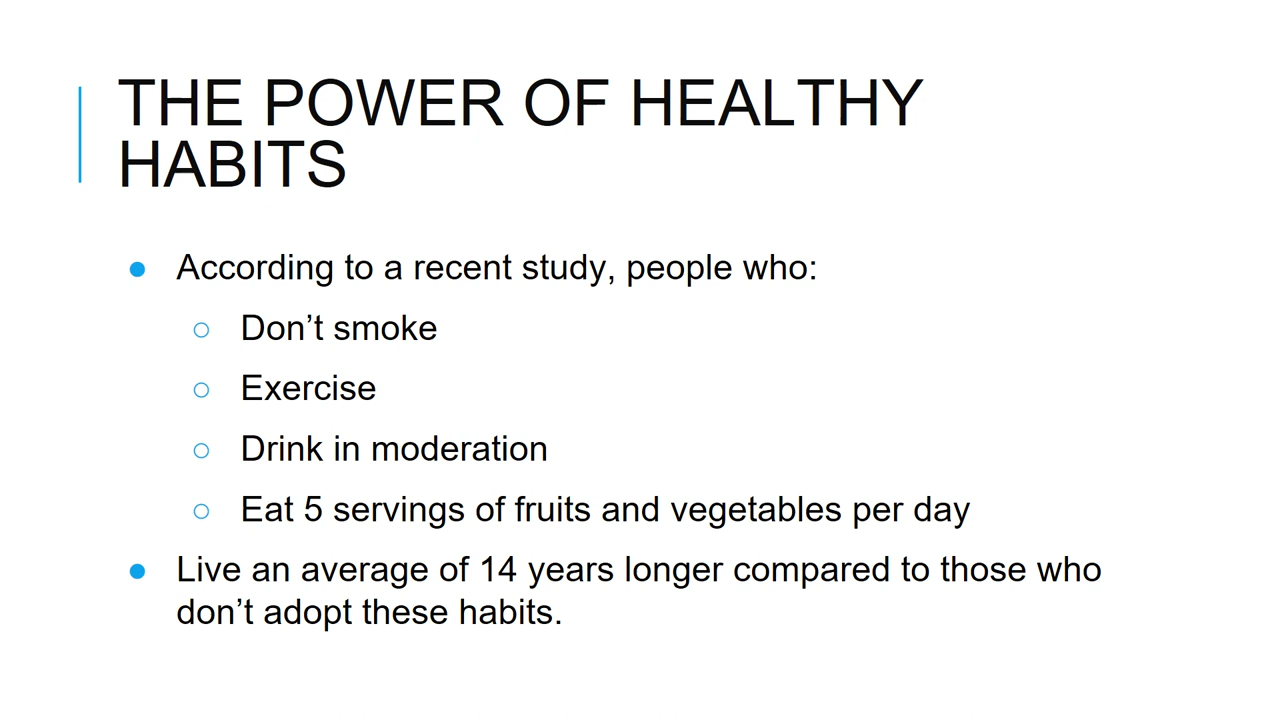 THE POWER OF HEALTHY
HABITS
According to a recent study, people who:
Don’t smoke
Exercise
Drink in moderation
Eat 5 servings of fruits and vegetables per day
Live an average of 14 years longer compared to those who
don’t adopt these habits.